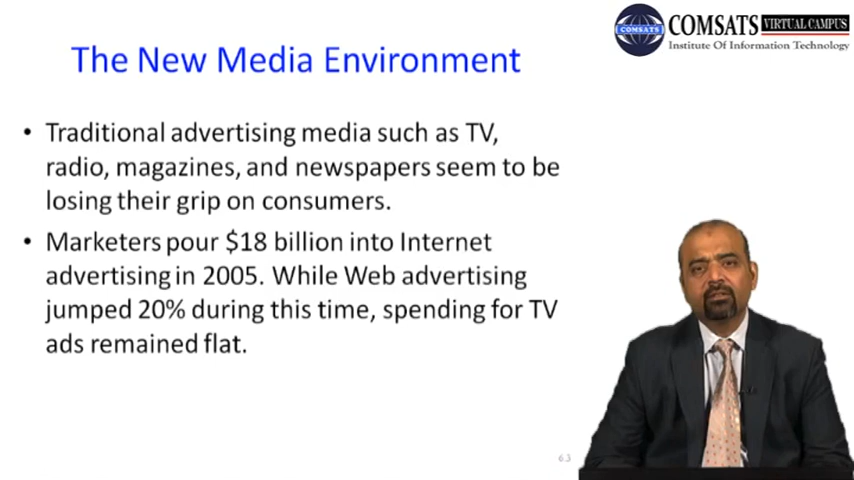 COMSATS VIRTUAL CAMPUS
COMSATS
Institute Of Information Technology
The New Media Environment
• Traditional advertising media such as TV,
radio, magazines, and newspapers seem to be
losing their grip on consumers.
• Marketers pour $18 billion into Internet
advertising in 2005. While Web advertising
jumped 20% during this time, spending for TV
ads remained flat.
6.3